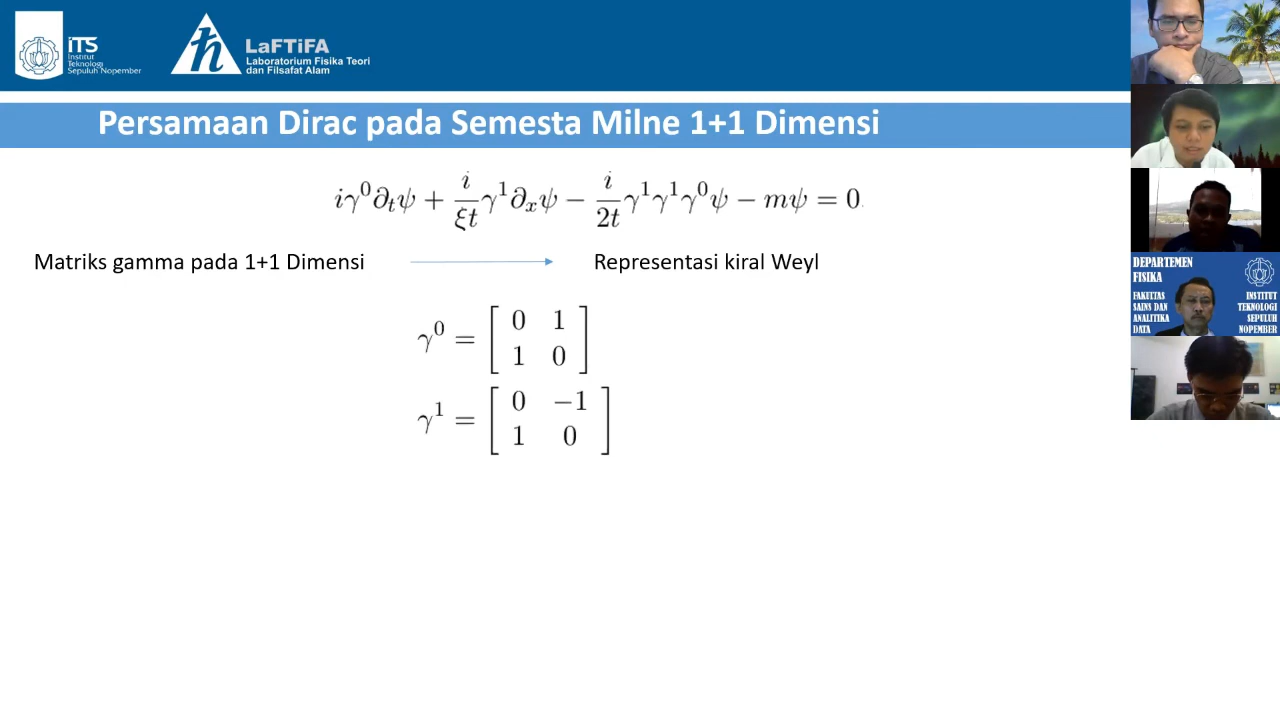 iTS
Institut
Teknologi
Sepuluh Nopember
ℏ
LaFTiFA
Laboratorium Fisika Teori
dan Filsafat Alam
Persamaan Dirac pada Semesta Milne 1+1 Dimensi
iγ⁰∂ₜψ + i/(ξt) γ¹∂ₓψ − i/(2t) γ¹γ¹γ⁰ψ − mψ = 0
Matriks gamma pada 1+1 Dimensi → Representasi kiral Weyl
γ⁰ = [ 0 1
1 0 ]
γ¹ = [ 0 −1
1 0 ]
DEPARTEMEN
FISIKA
FAKULTAS
SAINS DAN
ANALITIKA
DATA
INSTITUT
TEKNOLOGI
SEPULUH
NOPEMBER